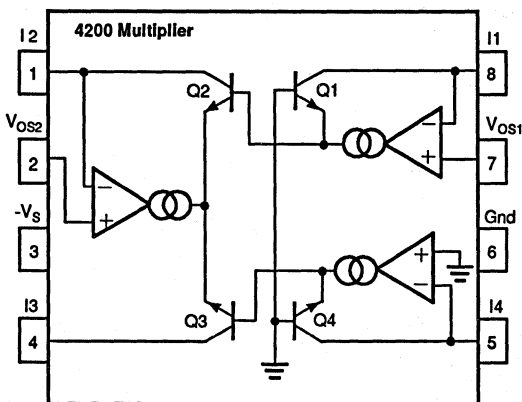 4200 Multiplier
I2
1
VOS2
2
-VS
3
I3
4
Q2
Q1
Q3
Q4
−
+
−
+
+
−
I1
8
VOS1
7
Gnd
6
I4
5